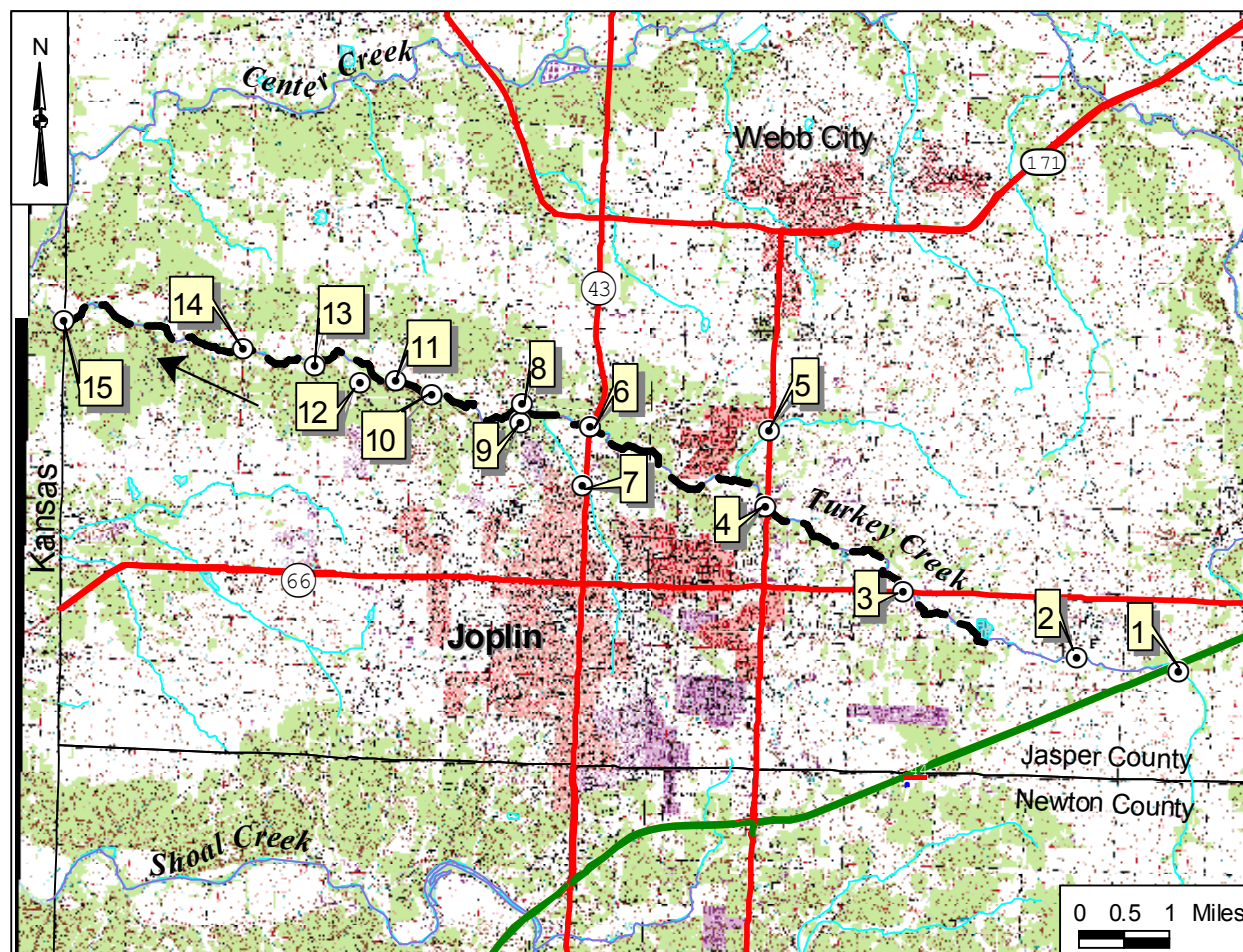 N
Center Creek
Webb City
171
43
14
13
11
8
6
5
15
12
10
9
7
4
Turkey Creek
Kansas
66
3
2
1
Joplin
Jasper County
Newton County
Shoal Creek
0 0.5 1 Miles